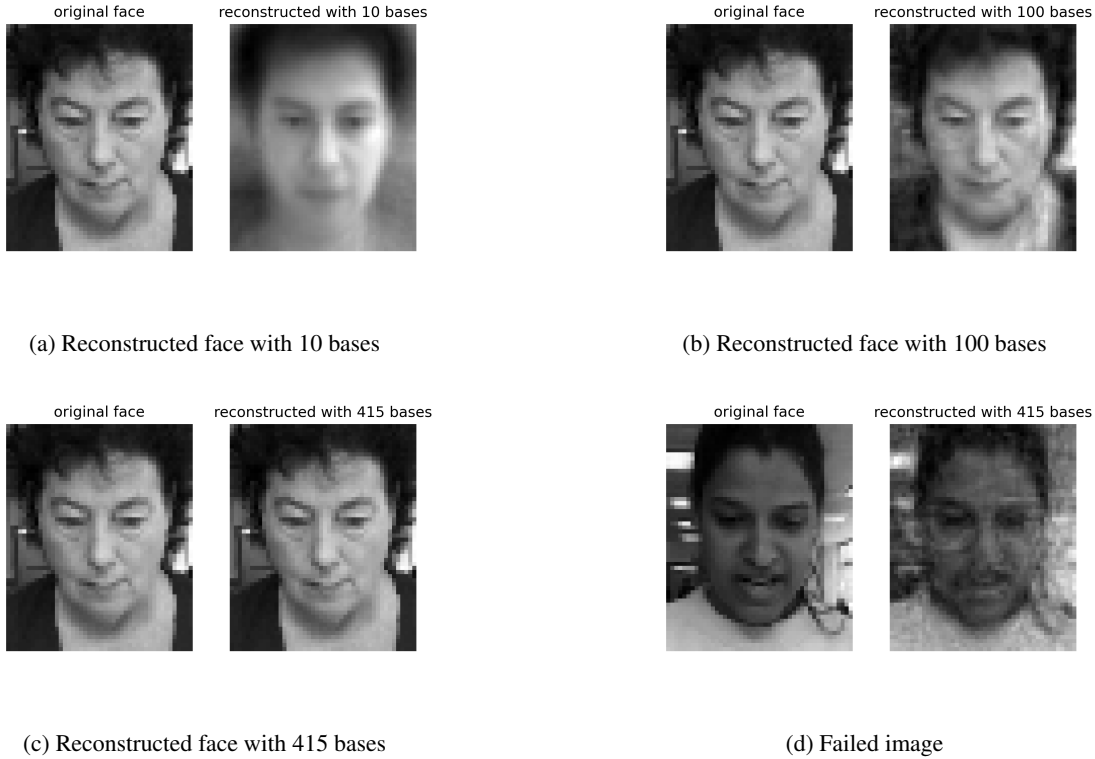 original face
reconstructed with 10 bases
original face
reconstructed with 100 bases
(a) Reconstructed face with 10 bases
(b) Reconstructed face with 100 bases
original face
reconstructed with 415 bases
original face
reconstructed with 415 bases
(c) Reconstructed face with 415 bases
(d) Failed image